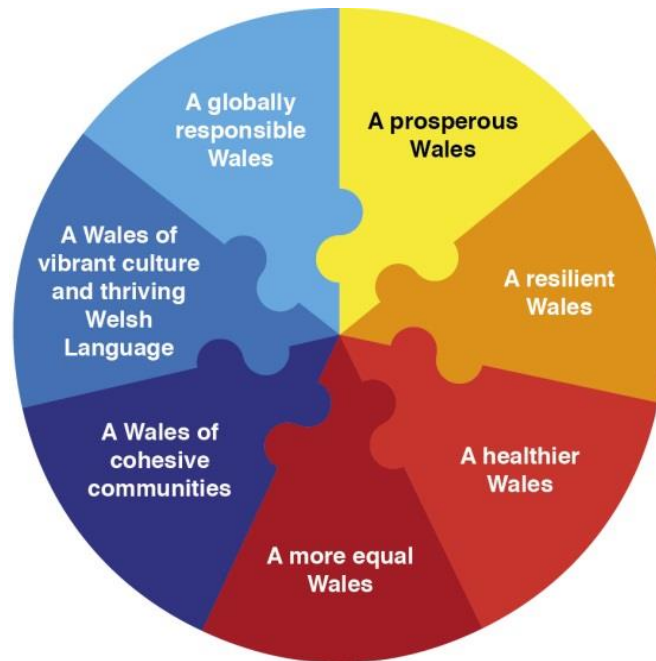 A prosperous
Wales
A resilient
Wales
A healthier
Wales
A more equal
Wales
A Wales of
cohesive
communities
A Wales of
vibrant culture
and thriving
Welsh
Language
A globally
responsible
Wales